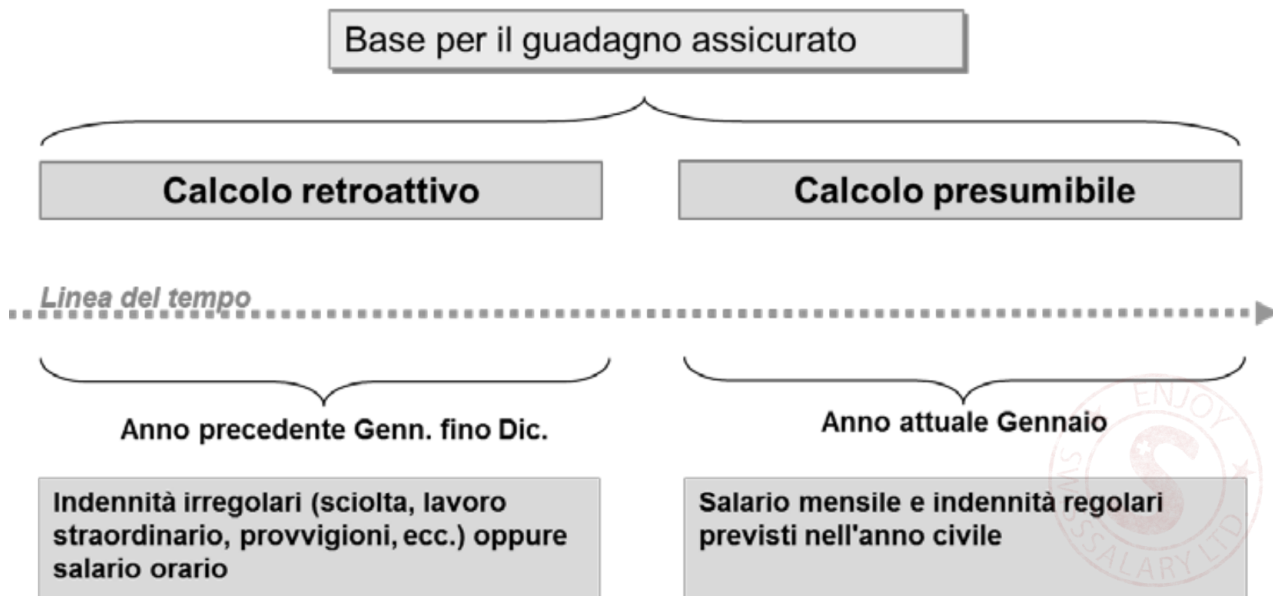 Base per il guadagno assicurato
Calcolo retroattivo
Calcolo presumibile
Linea del tempo
Anno precedente Genn. fino Dic.
Anno attuale Gennaio
Indennità irregolari (sciolta, lavoro
straordinario, provvigioni, ecc.) oppure
salario orario
Salario mensile e indennità regolari
previsti nell'anno civile
ENJOY
SWISSSALARY LTD
S